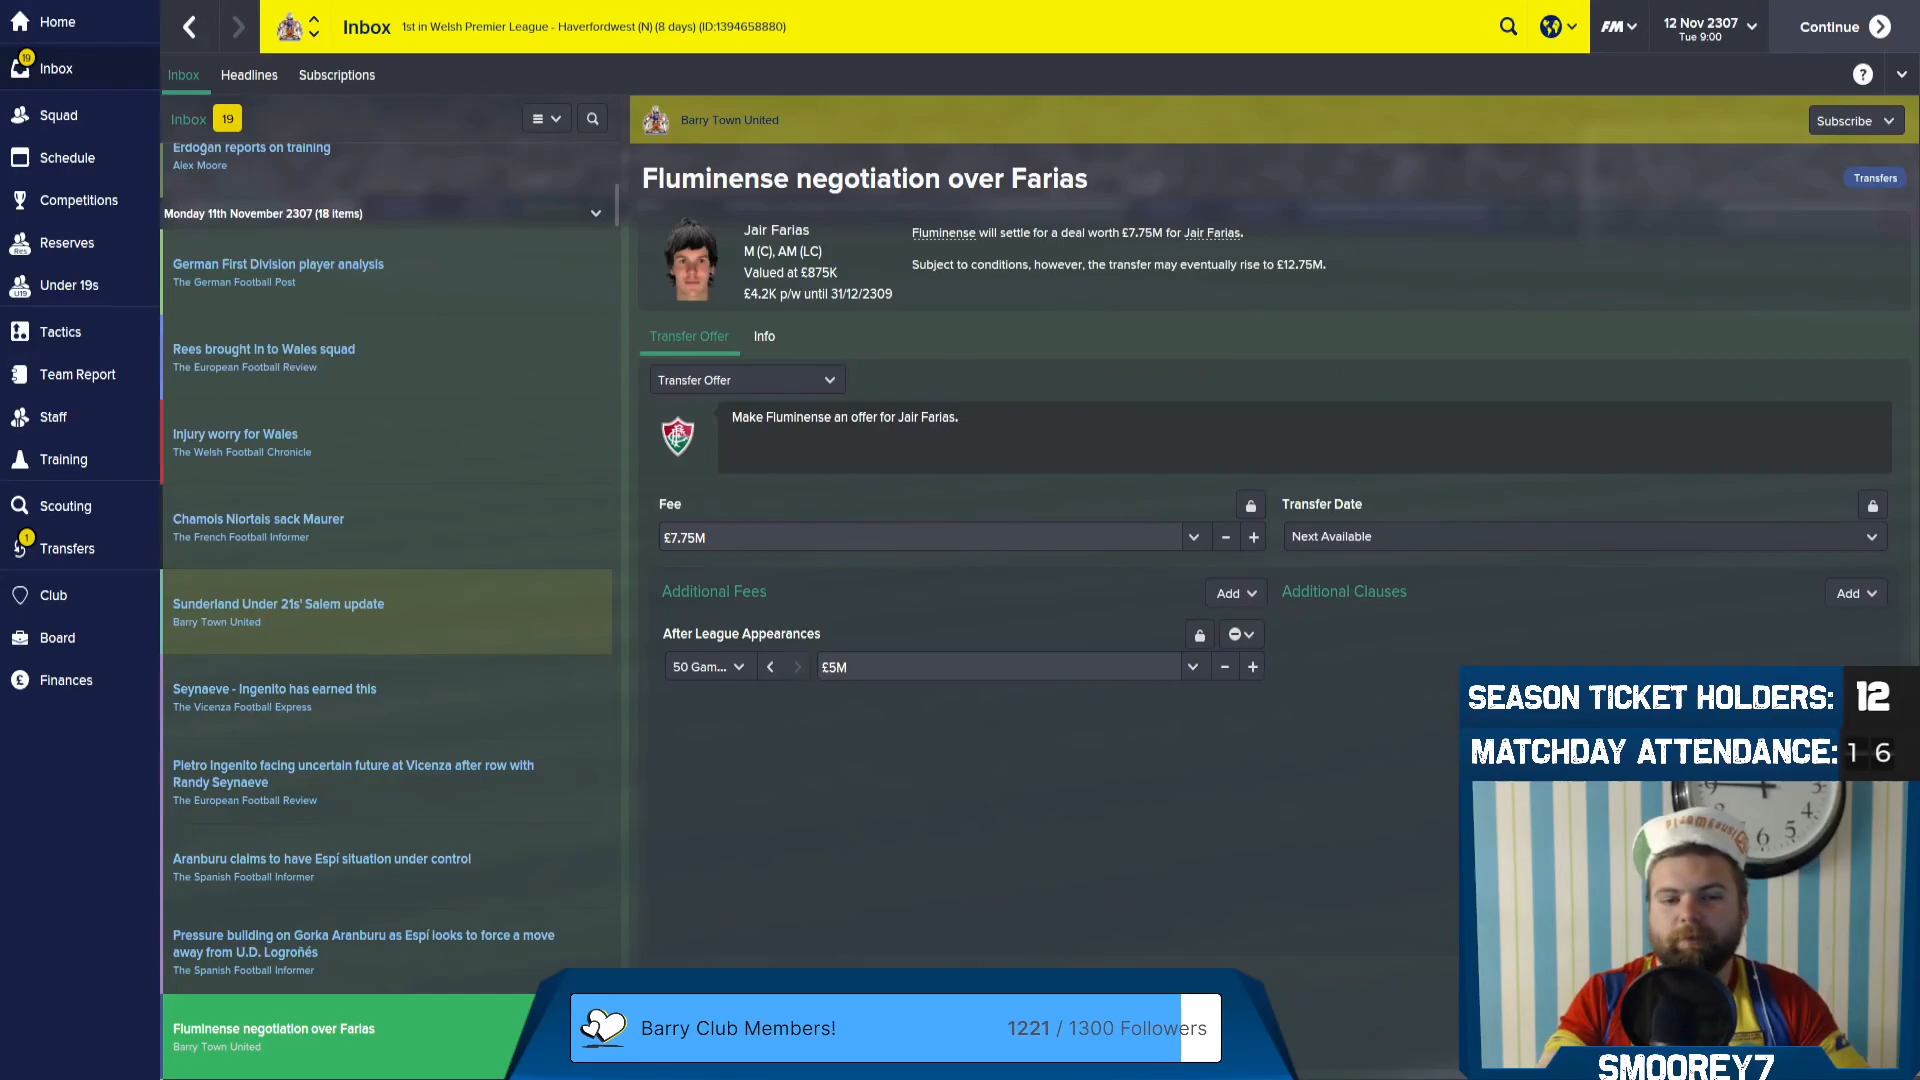 Home
Inbox
1st in Welsh Premier League - Haverfordwest (N) (8 days) (ID:1394658880)
FM
12 Nov 2307
Tue 9:00
Continue
19
Inbox
Squad
Schedule
Competitions
Res
Reserves
U19
Under 19s
Tactics
Team Report
Staff
Training
Scouting
1
Transfers
Club
Board
Finances
Inbox
Headlines
Subscriptions
?
Inbox
19
Erdoğan reports on training
Alex Moore
Monday 11th November 2307 (18 items)
German First Division player analysis
The German Football Post
Rees brought in to Wales squad
The European Football Review
Injury worry for Wales
The Welsh Football Chronicle
Chamois Niortais sack Maurer
The French Football Informer
Sunderland Under 21s' Salem update
Barry Town United
Seynaeve - Ingenito has earned this
The Vicenza Football Express
Pietro Ingenito facing uncertain future at Vicenza after row with
Randy Seynaeve
The European Football Review
Aranburu claims to have Espí situation under control
The Spanish Football Informer
Pressure building on Gorka Aranburu as Espí looks to force a move
away from U.D. Logroñés
The Spanish Football Informer
Fluminense negotiation over Farias
Barry Town United
Barry Town United
Subscribe
Fluminense negotiation over Farias
Transfers
Jair Farias
M (C), AM (LC)
Valued at £875K
£4.2K p/w until 31/12/2309
Fluminense will settle for a deal worth £7.75M for Jair Farias.
Subject to conditions, however, the transfer may eventually rise to £12.75M.
Transfer Offer
Info
Transfer Offer
Make Fluminense an offer for Jair Farias.
Fee
£7.75M
Transfer Date
Next Available
Additional Fees
Add
Additional Clauses
Add
After League Appearances
50 Gam...
£5M
SEASON TICKET HOLDERS: 12
MATCHDAY ATTENDANCE: 1 6
Barry Club Members!
1221 / 1300 Followers
SMOOREY7